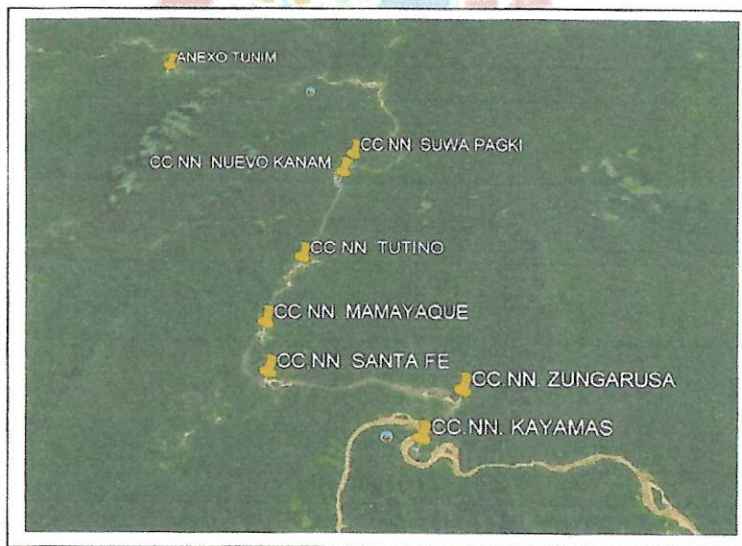 ANEXO TUNIM
CC.NN. SUWA PAGKI
CC.NN. NUEVO KANAM
CC.NN. TUTINO
CC.NN. MAMAYAQUE
CC.NN. SANTA FE
CC.NN. ZUNGARUSA
CC.NN. KAYAMAS